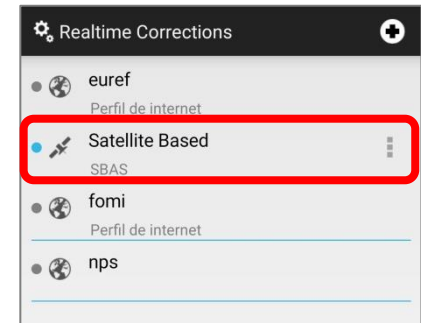 Realtime Corrections
euref
Perfil de internet
Satellite Based
SBAS
fomi
Perfil de internet
nps